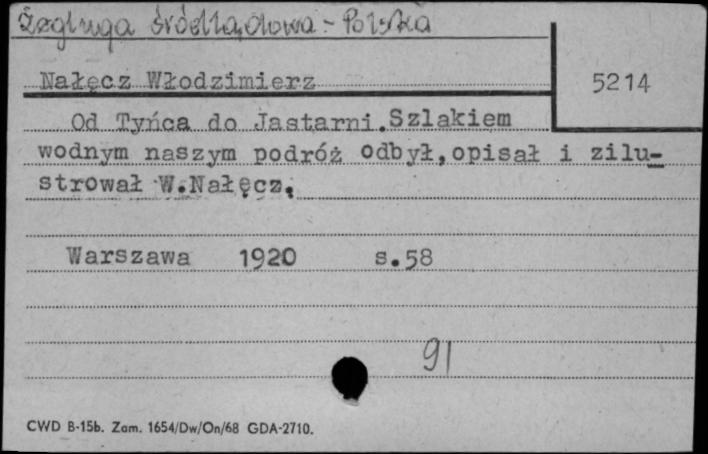 Żegluga śródlądowa - Polska
Nałęcz Włodzimierz
5214
Od Tyńca do Jastarni. Szlakiem
wodnym naszym podróż odbył, opisał i zilu-
strował W. Nałęcz.
Warszawa 1920 s. 58
91
CWD B-15b. Zam. 1654/Dw/On/68 GDA-2710.